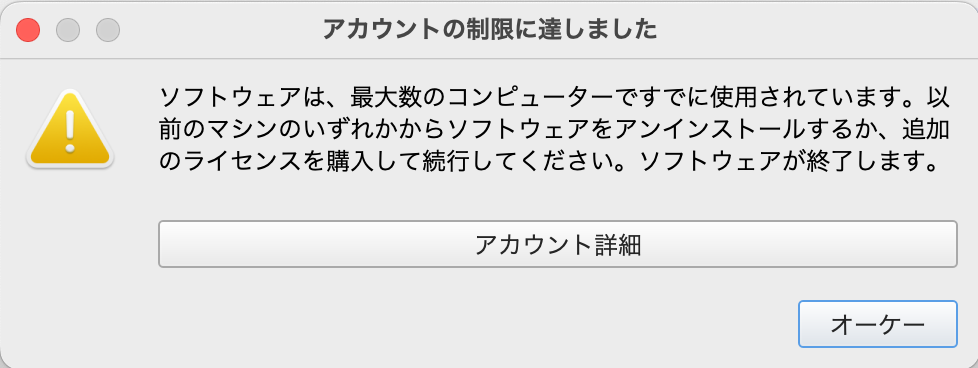 アカウントの制限に達しました
ソフトウェアは、最大数のコンピューターですでに使用されています。以
前のマシンのいずれかからソフトウェアをアンインストールするか、追加
のライセンスを購入して続行してください。ソフトウェアが終了します。
アカウント詳細
オーケー